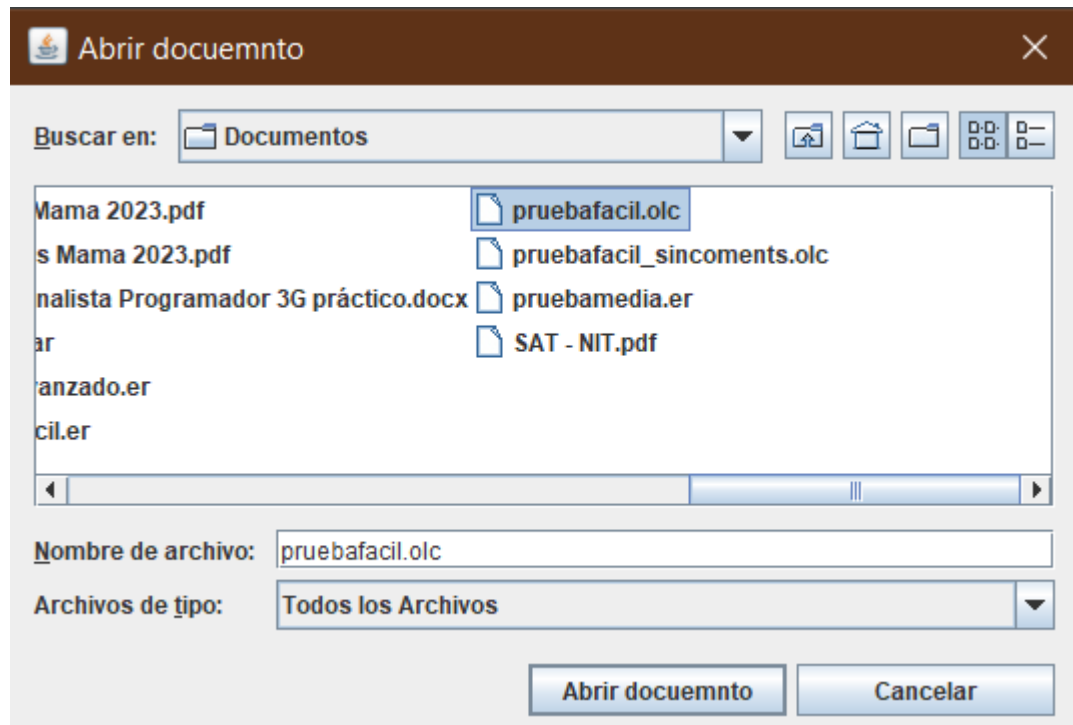 Abrir docuemnto
Buscar en: Documentos
Mama 2023.pdf
s Mama 2023.pdf
nalista Programador 3G práctico.docx
ar
anzado.er
cil.er
pruebafacil.olc
pruebafacil_sincoments.olc
pruebamedia.er
SAT - NIT.pdf
Nombre de archivo: pruebafacil.olc
Archivos de tipo: Todos los Archivos
Abrir docuemnto Cancelar